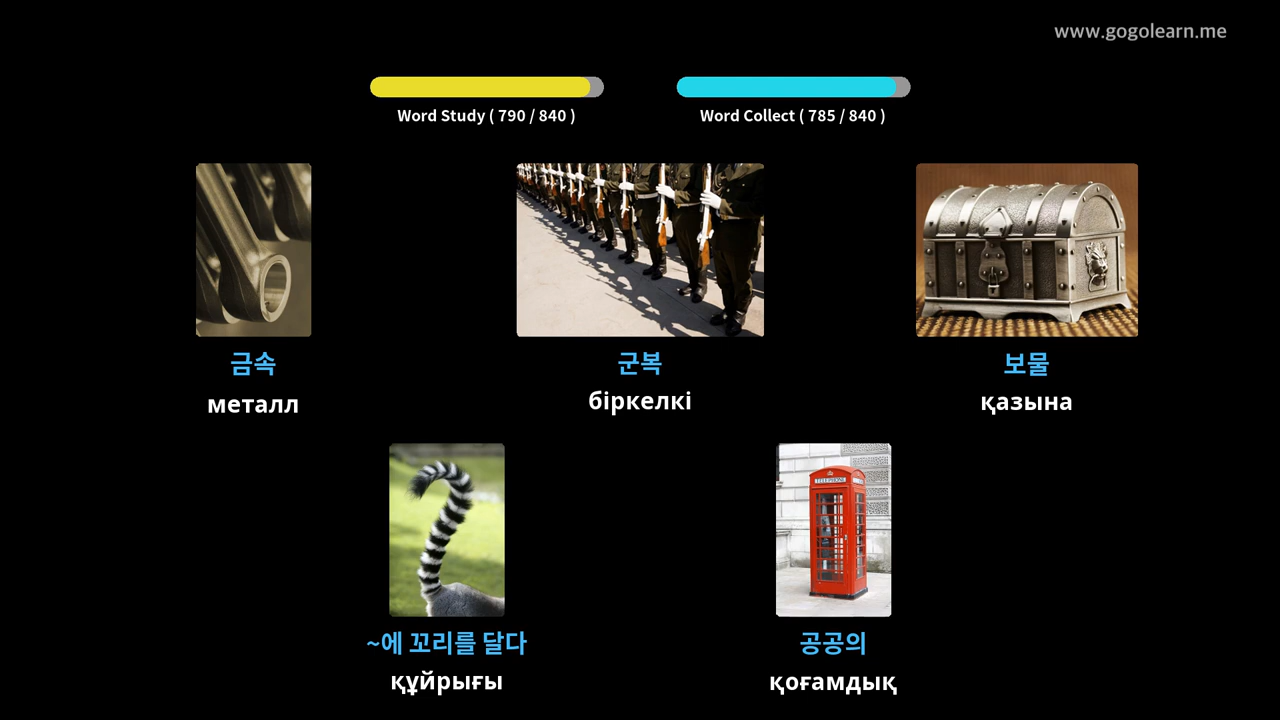 www.gogolearn.me
Word Study ( 790 / 840 )
Word Collect ( 785 / 840 )
금속
군복
보물
металл
біркелкі
қазына
TELEPHONE
~에 꼬리를 달다
공공의
құйрығы
қоғамдық